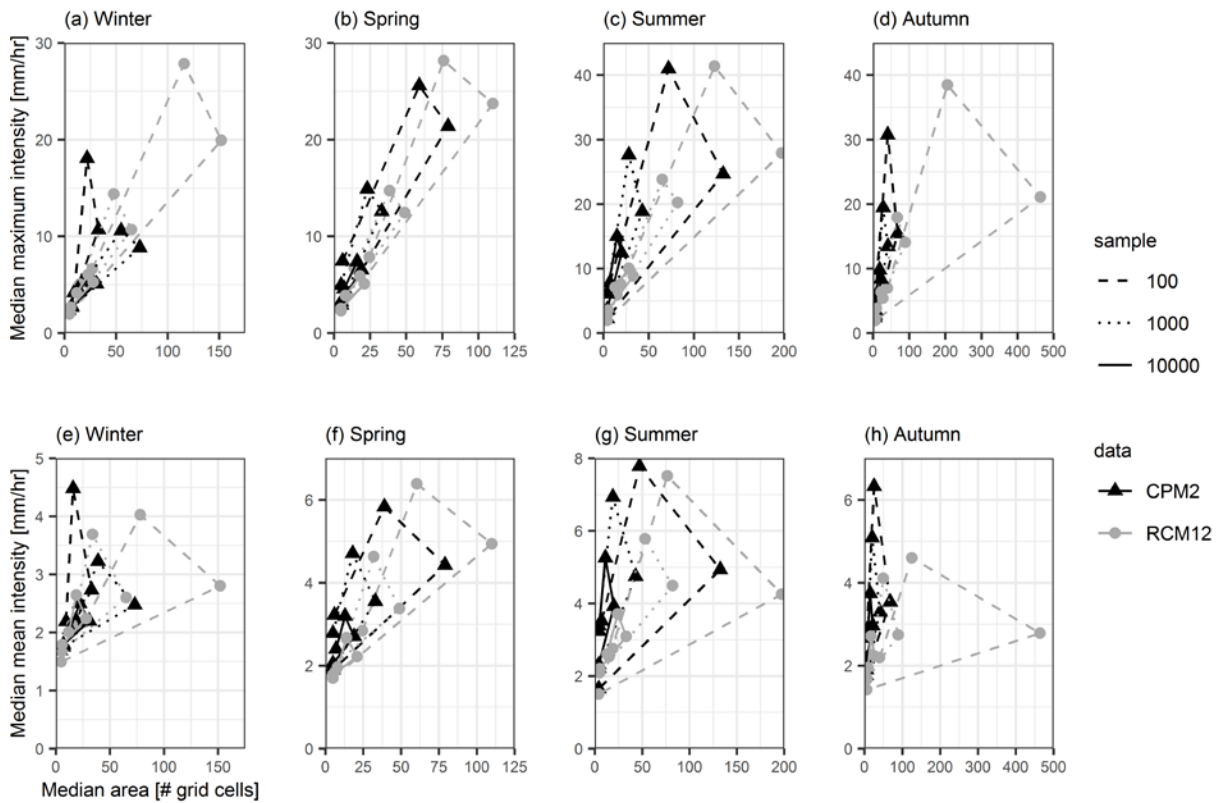 (a) Winter
(b) Spring
(c) Summer
(d) Autumn
Median maximum intensity [mm/hr]
30
20
10
0
0 50 100 150
30
20
10
0
0 25 50 75 100 125
40
30
20
10
0
0 50 100 150 200
40
30
20
10
0
0 100 200 300 400 500
sample
100
1000
10000
(e) Winter
(f) Spring
(g) Summer
(h) Autumn
Median mean intensity [mm/hr]
5
4
3
2
1
0
0 50 100 150
6
4
2
0
0 25 50 75 100 125
8
6
4
2
0
0 50 100 150 200
6
4
2
0
0 100 200 300 400 500
data
CPM2
RCM12
Median area [# grid cells]